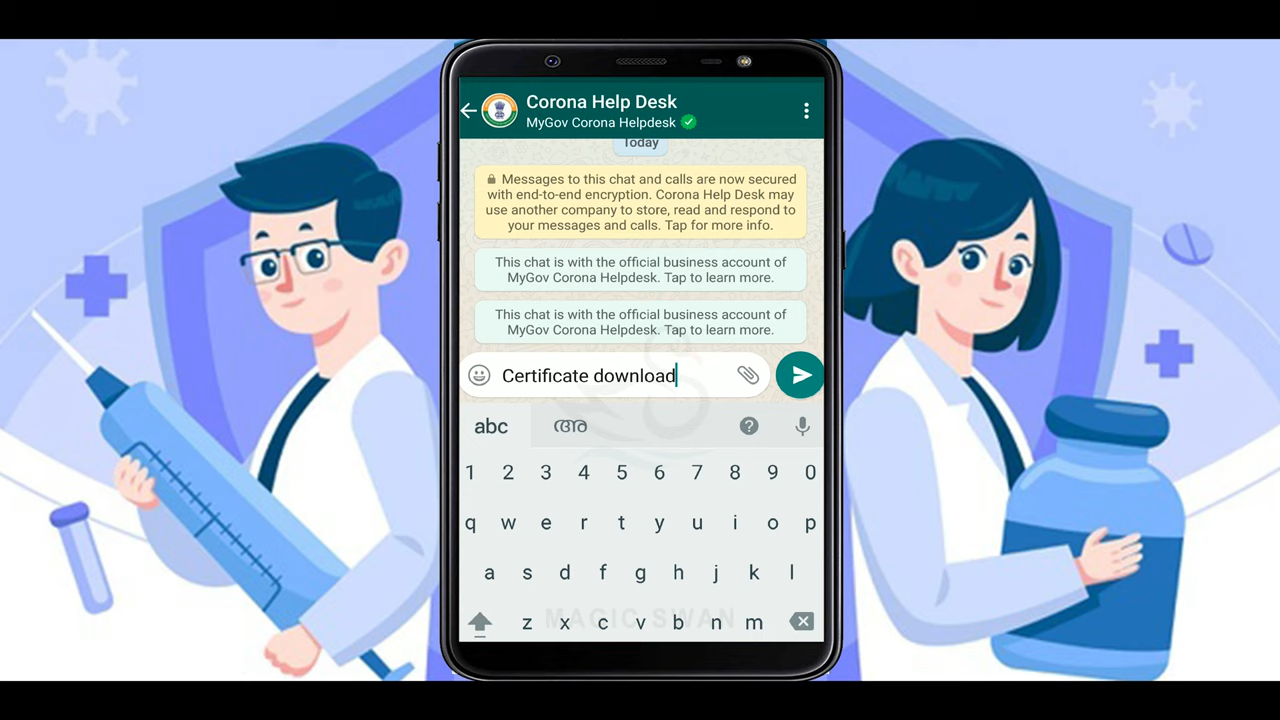 Corona Help Desk
MyGov Corona Helpdesk
Today
Messages to this chat and calls are now secured
with end-to-end encryption. Corona Help Desk may
use another company to store, read and respond to
your messages and calls. Tap for more info.
This chat is with the official business account of
MyGov Corona Helpdesk. Tap to learn more.
This chat is with the official business account of
MyGov Corona Helpdesk. Tap to learn more.
Certificate download
abc അ
1 2 3 4 5 6 7 8 9 0
q w e r t y u i o p
a s d f g h j k l
z x c v b n m
MAGIC SWAN